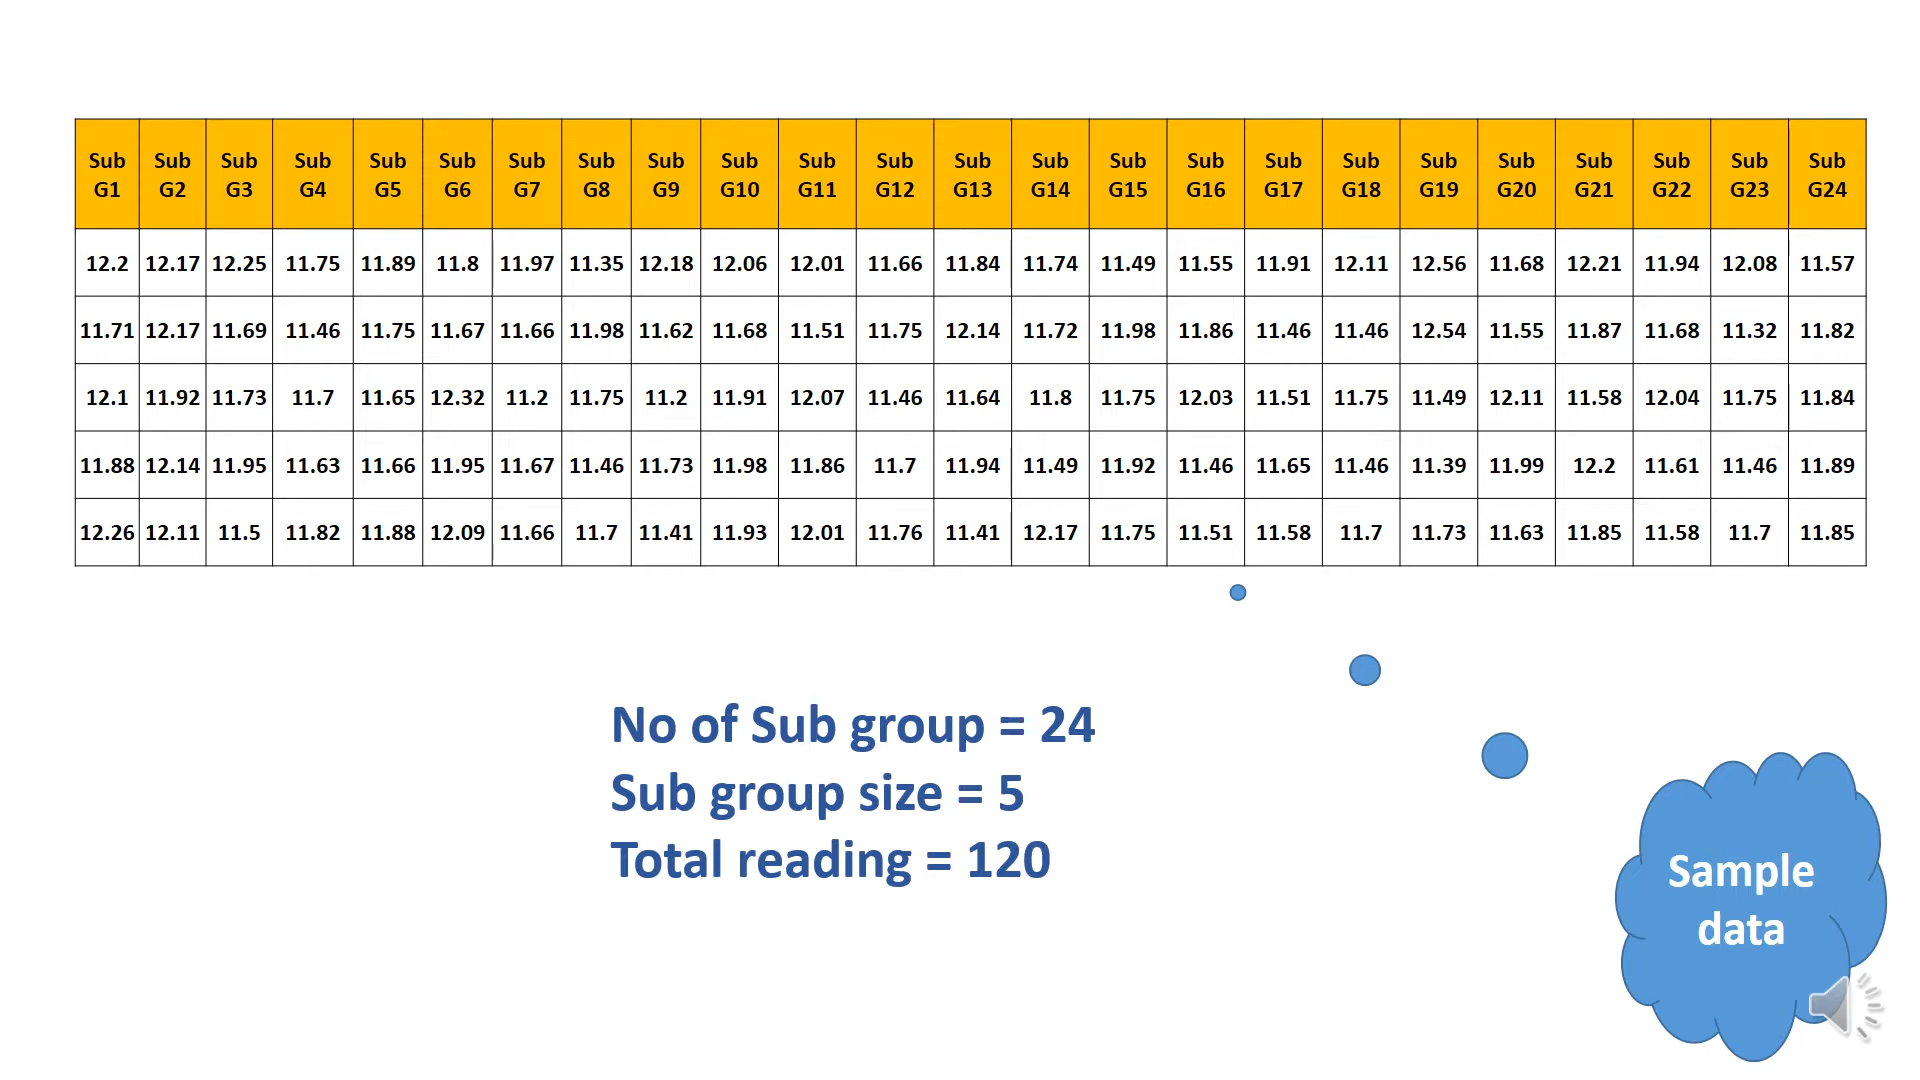 Sub G1 Sub G2 Sub G3 Sub G4 Sub G5 Sub G6 Sub G7 Sub G8 Sub G9 Sub G10 Sub G11 Sub G12 Sub G13 Sub G14 Sub G15 Sub G16 Sub G17 Sub G18 Sub G19 Sub G20 Sub G21 Sub G22 Sub G23 Sub G24
12.2 12.17 12.25 11.75 11.89 11.8 11.97 11.35 12.18 12.06 12.01 11.66 11.84 11.74 11.49 11.55 11.91 12.11 12.56 11.68 12.21 11.94 12.08 11.57
11.71 12.17 11.69 11.46 11.75 11.67 11.66 11.98 11.62 11.68 11.51 11.75 12.14 11.72 11.98 11.86 11.46 11.46 12.54 11.55 11.87 11.68 11.32 11.82
12.1 11.92 11.73 11.7 11.65 12.32 11.2 11.75 11.2 11.91 12.07 11.46 11.64 11.8 11.75 12.03 11.51 11.75 11.49 12.11 11.58 12.04 11.75 11.84
11.88 12.14 11.95 11.63 11.66 11.95 11.67 11.46 11.73 11.98 11.86 11.7 11.94 11.49 11.92 11.46 11.65 11.46 11.39 11.99 12.2 11.61 11.46 11.89
12.26 12.11 11.5 11.82 11.88 12.09 11.66 11.7 11.41 11.93 12.01 11.76 11.41 12.17 11.75 11.51 11.58 11.7 11.73 11.63 11.85 11.58 11.7 11.85
No of Sub group = 24
Sub group size = 5
Total reading = 120
Sample
data